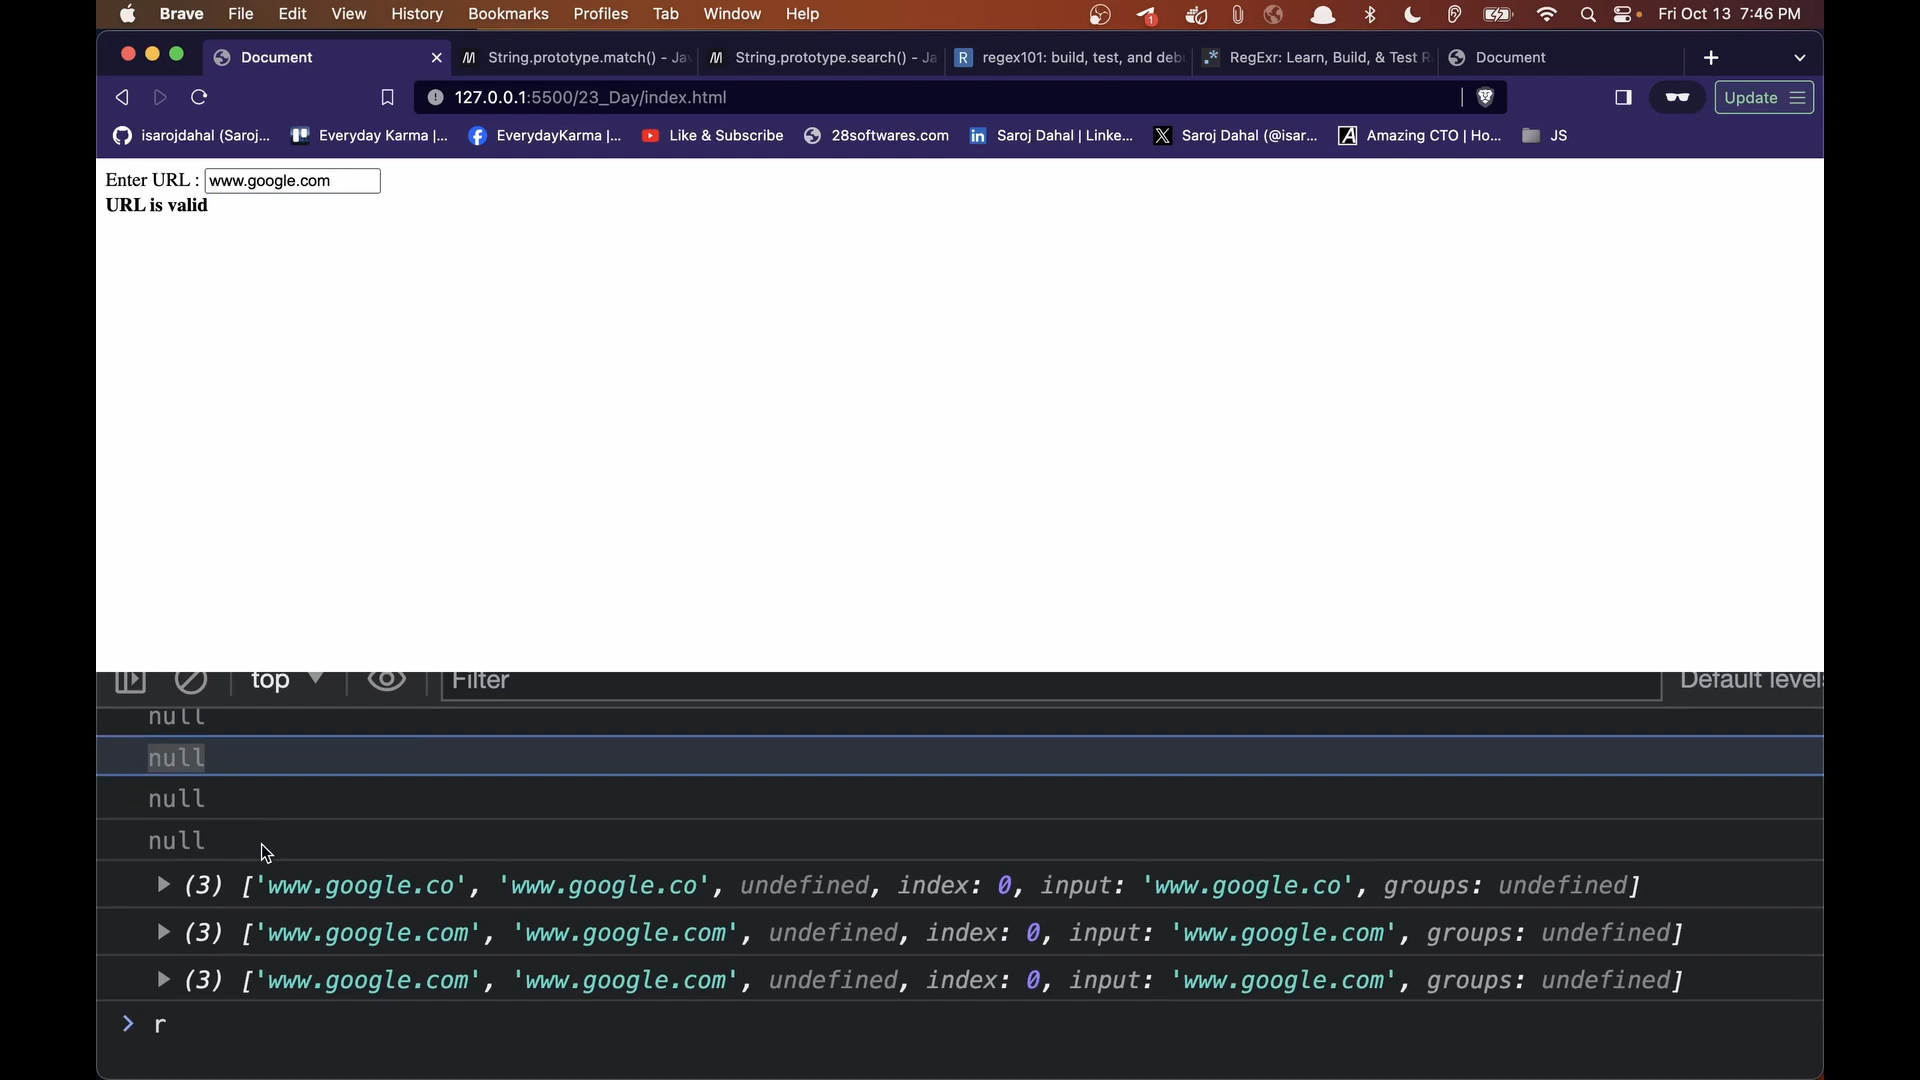 Brave File Edit View History Bookmarks Profiles Tab Window Help 1 Fri Oct 13 7:46 PM
Document String.prototype.match() - Ja String.prototype.search() - Ja R regex101: build, test, and deb .* RegExr: Learn, Build, & Test R Document
127.0.0.1:5500/23_Day/index.html Update
isarojdahal (Saroj... Everyday Karma |... EverydayKarma |... Like & Subscribe 28softwares.com in Saroj Dahal | Linke... X Saroj Dahal (@isar... A Amazing CTO | Ho... JS
Enter URL : www.google.com
URL is valid
top Filter Default levels
null
null
null
null
(3) ['www.google.co', 'www.google.co', undefined, index: 0, input: 'www.google.co', groups: undefined]
(3) ['www.google.com', 'www.google.com', undefined, index: 0, input: 'www.google.com', groups: undefined]
(3) ['www.google.com', 'www.google.com', undefined, index: 0, input: 'www.google.com', groups: undefined]
> r